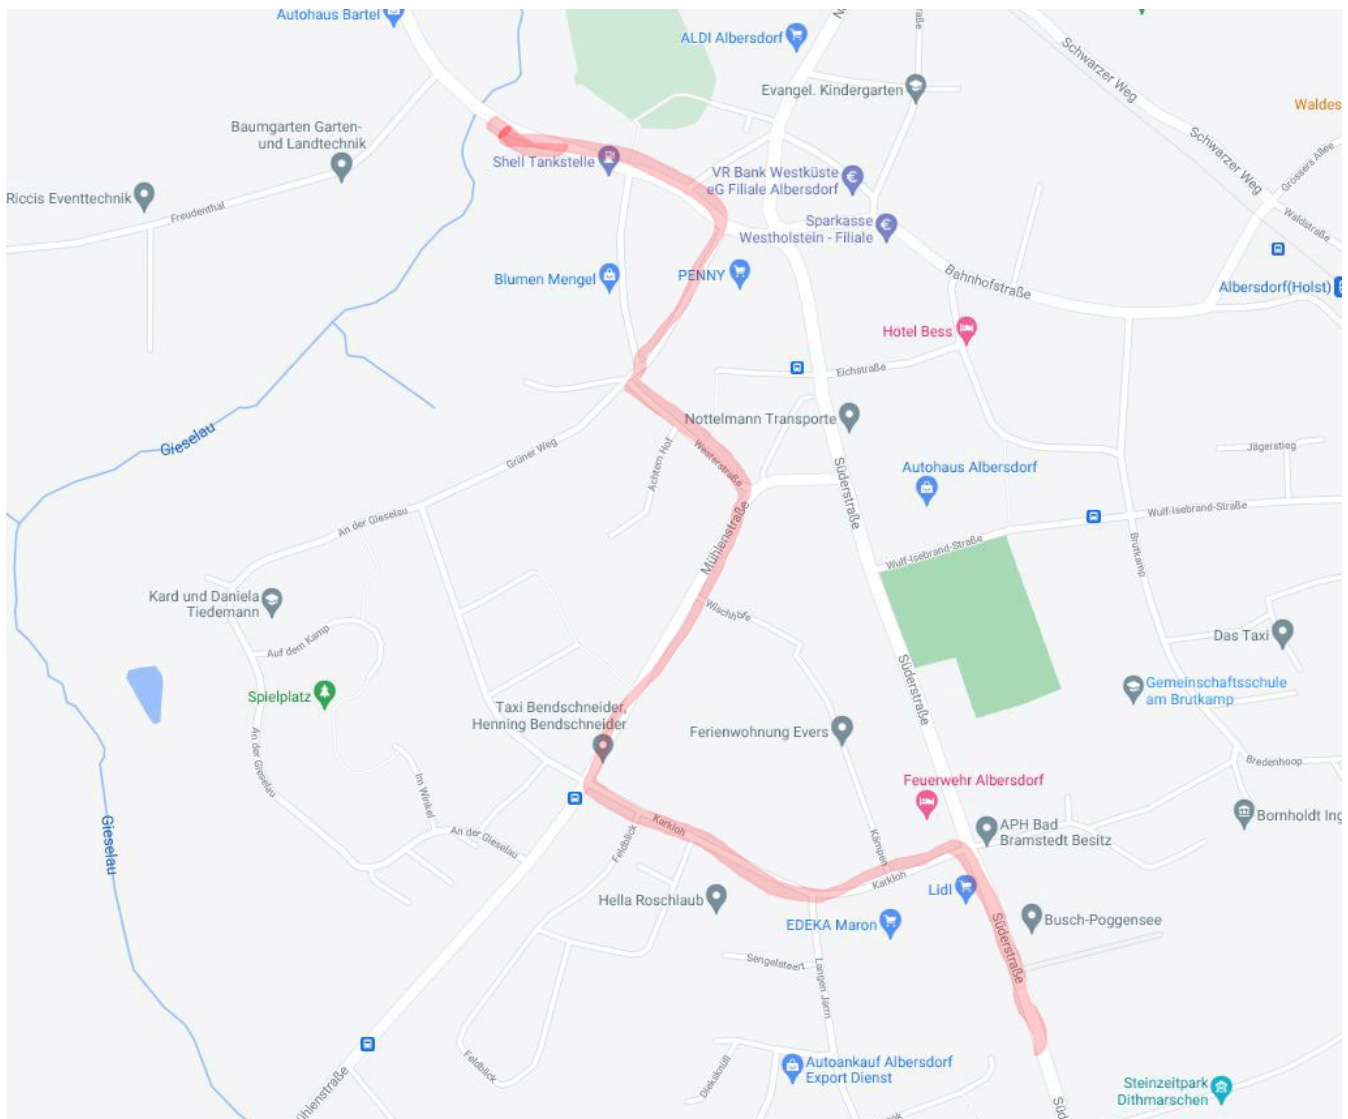 Autohaus Bartel
ALDI Albersdorf
Schwarzer Weg
Evangel. Kindergarten
Waldes
Baumgarten Garten-
und Landtechnik
Schwarzer Weg
Grossers Allee
Shell Tankstelle
VR Bank Westküste
eG Filiale Albersdorf
Riccis Eventtechnik
Freudenthal
Sparkasse
Westholstein - Filiale
Waldstraße
Blumen Mengel
PENNY
Bahnhofstraße
Albersdorf(Holst)
Hotel Bess
Eichstraße
Nottelmann Transporte
Gieselau
Grüner Weg
Achtern Hof
Westerstraße
Jägerstieg
Süderstraße
Autohaus Albersdorf
An der Gieselau
Mühlenstraße
Wulf-Isebrand-Straße
Wulf-Isebrand-Straße
Brutkamp
Kard und Daniela
Tiedemann
Wischhöfe
Auf dem Kamp
Das Taxi
Süderstraße
Spielplatz
Gemeinschaftsschule
am Brutkamp
Taxi Bendschneider,
Henning Bendschneider
Ferienwohnung Evers
An der Gieselau
Im Winkel
Bredenhoop
Feuerwehr Albersdorf
Gieselau
An der Gieselau
Karkloh
Feldblick
Kämpen
APH Bad
Bramstedt Besitz
Bornholdt Ing
Karkloh
Lidl
Hella Roschlaub
EDEKA Maron
Süderstraße
Busch-Poggensee
Sengelsteert
Langen Jorrn
Feldblick
Dieksknüll
Autoankauf Albersdorf
Export Dienst
Steinzeitpark
Dithmarschen
ühlenstraße
Süd